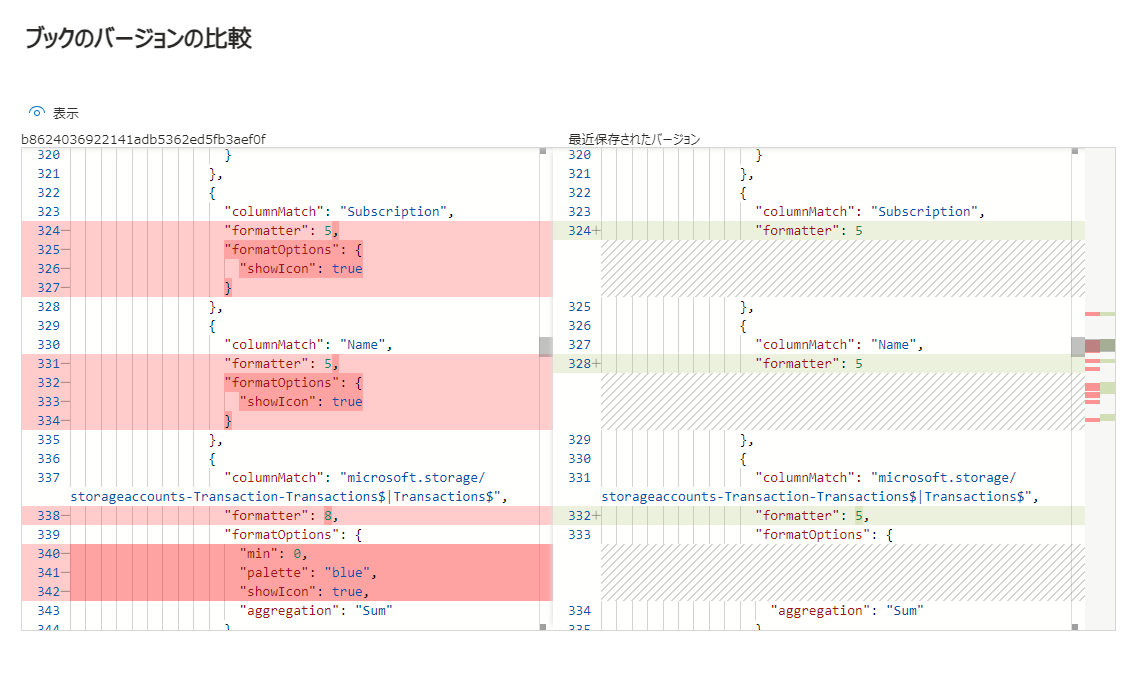 ブックのバージョンの比較
表示
b8624036922141adb5362ed5fb3aef0f
320 }
321 },
322 {
323 "columnMatch": "Subscription",
324− "formatter": 5,
325− "formatOptions": {
326− "showIcon": true
327− }
328 },
329 {
330 "columnMatch": "Name",
331− "formatter": 5,
332− "formatOptions": {
333− "showIcon": true
334− }
335 },
336 {
337 "columnMatch": "microsoft.storage/
storageaccounts-Transaction-Transactions$|Transactions$",
338− "formatter": 8,
339 "formatOptions": {
340− "min": 0,
341− "palette": "blue",
342− "showIcon": true,
343 "aggregation": "Sum"
344 }
最近保存されたバージョン
320 }
321 },
322 {
323 "columnMatch": "Subscription",
324+ "formatter": 5
325 },
326 {
327 "columnMatch": "Name",
328+ "formatter": 5
329 },
330 {
331 "columnMatch": "microsoft.storage/
storageaccounts-Transaction-Transactions$|Transactions$",
332+ "formatter": 5,
333 "formatOptions": {
334 "aggregation": "Sum"
335 }